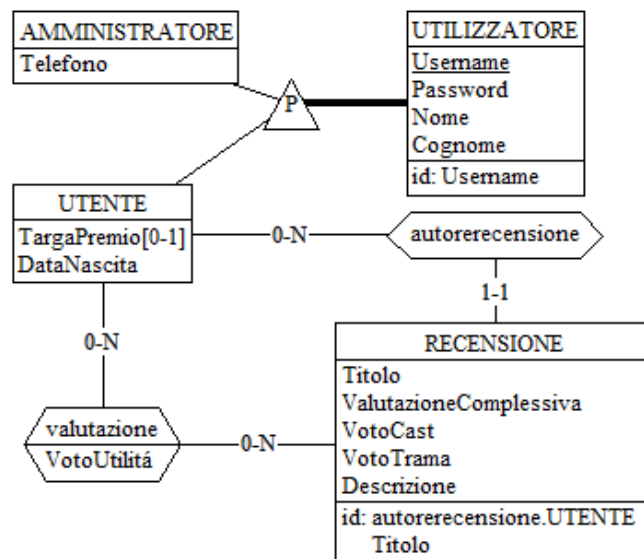 AMMINISTRATORE
Telefono
UTILIZZATORE
Username
Password
Nome
Cognome
id: Username
P
UTENTE
TargaPremio[0-1]
DataNascita
0-N
autorerecensione
1-1
0-N
RECENSIONE
Titolo
ValutazioneComplessiva
VotoCast
VotoTrama
Descrizione
id: autorerecensione.UTENTE
Titolo
valutazione
VotoUtilitá
0-N